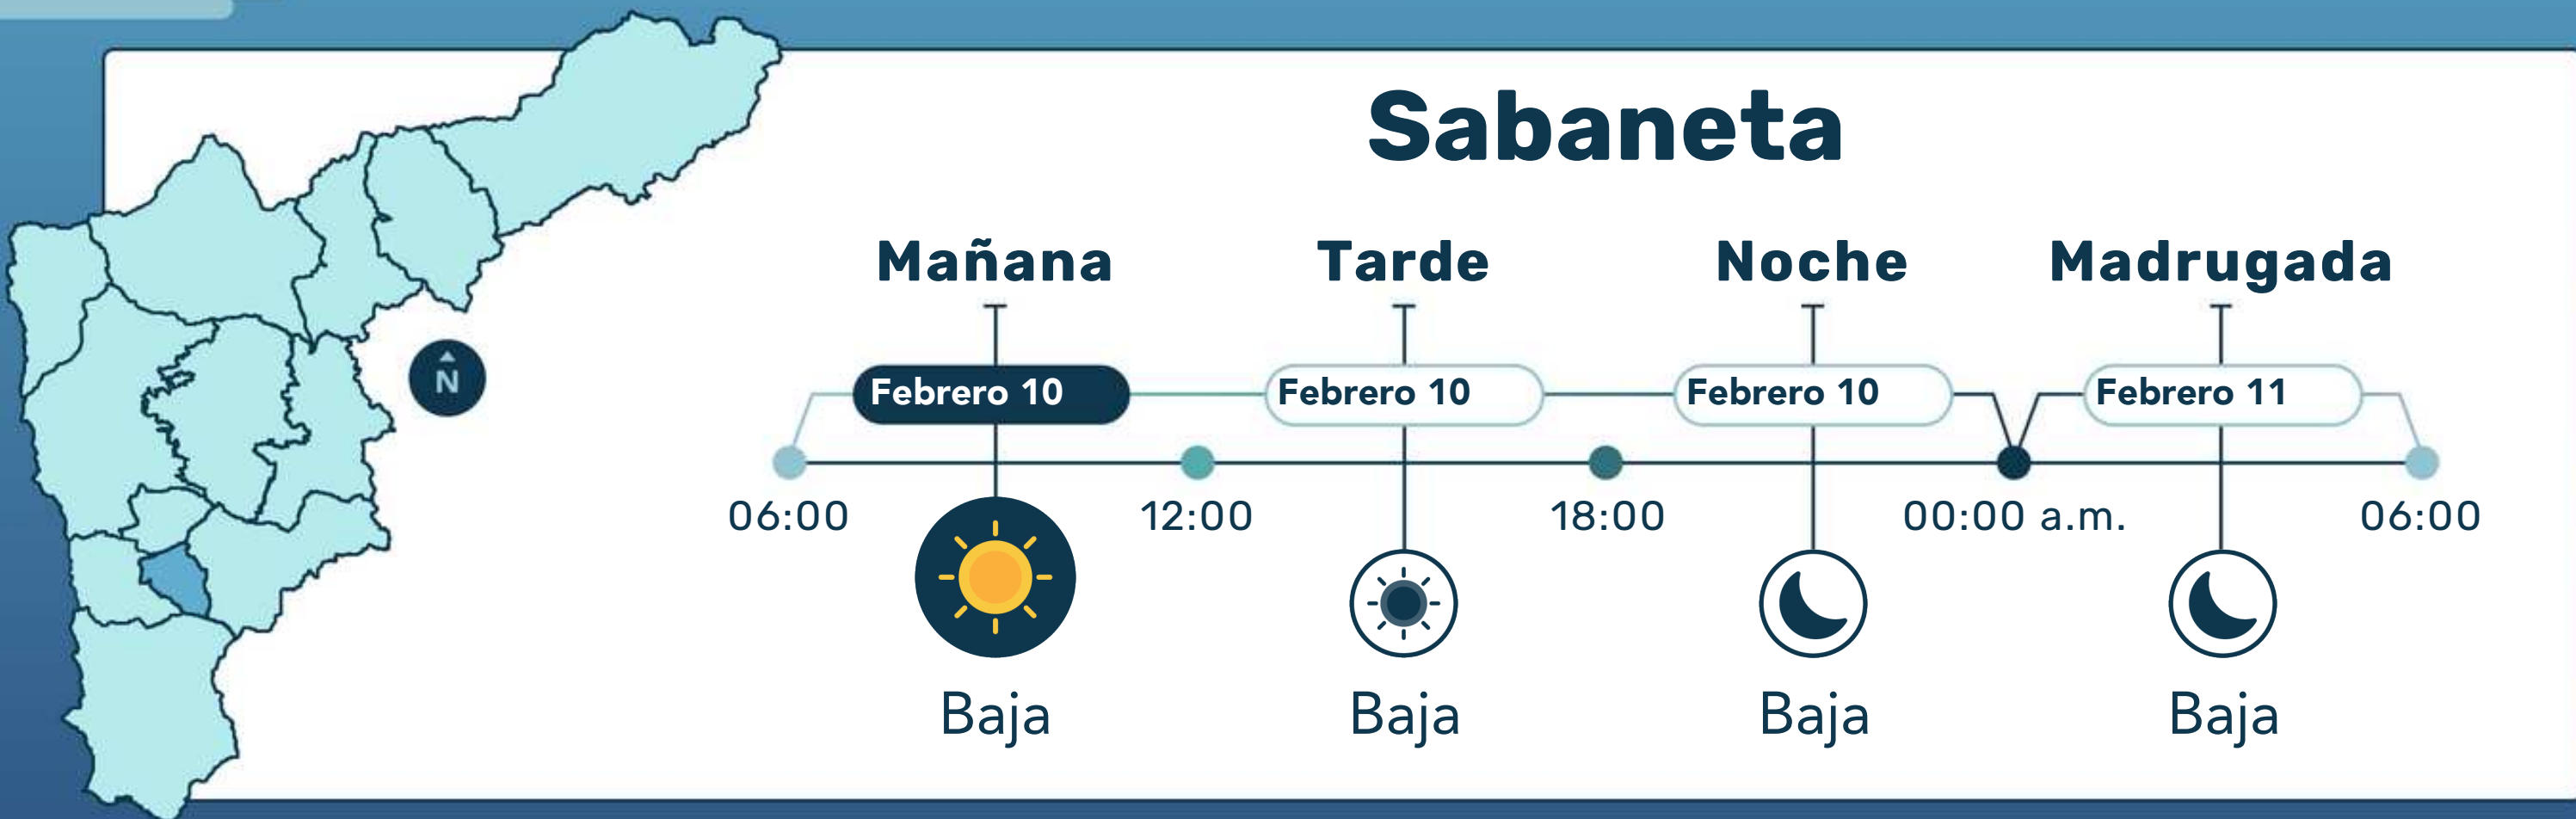 Sabaneta
Mañana Tarde Noche Madrugada
Febrero 10 Febrero 10 Febrero 10 Febrero 11
N
06:00 12:00 18:00 00:00 a.m. 06:00
Baja Baja Baja Baja